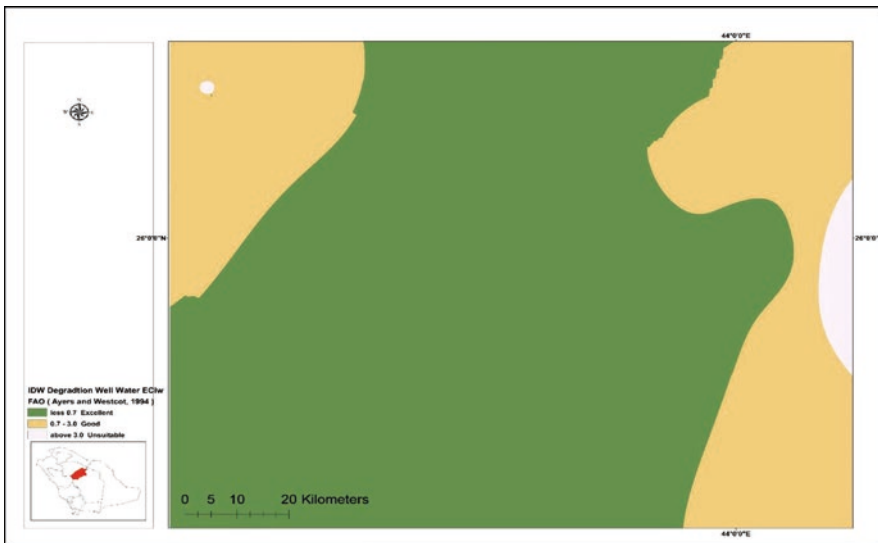 44°0'0"E
N
W E
S
26°0'0"N
26°0'0"
IDW Degradtion Well Water ECiw
FAO ( Ayers and Westcot, 1994 )
less 0.7 Excellent
0.7 - 3.0 Good
above 3.0 Unsuitable
0 5 10 20 Kilometers
44°0'0"E